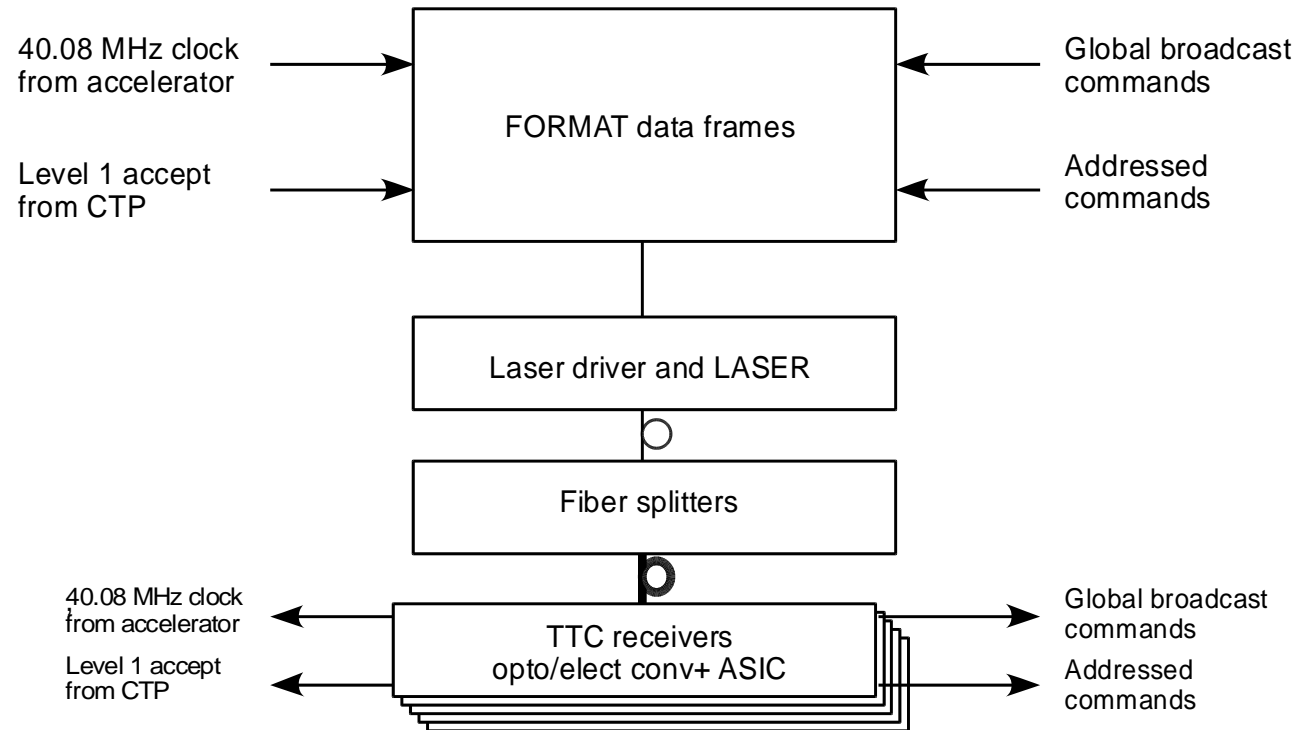 40.08 MHz clock
from accelerator
Global broadcast
commands
FORMAT data frames
Level 1 accept
from CTP
Addressed
commands
Laser driver and LASER
Fiber splitters
40.08 MHz clock
from accelerator
Global broadcast
commands
TTC receivers
opto/elect conv+ ASIC
Level 1 accept
from CTP
Addressed
commands